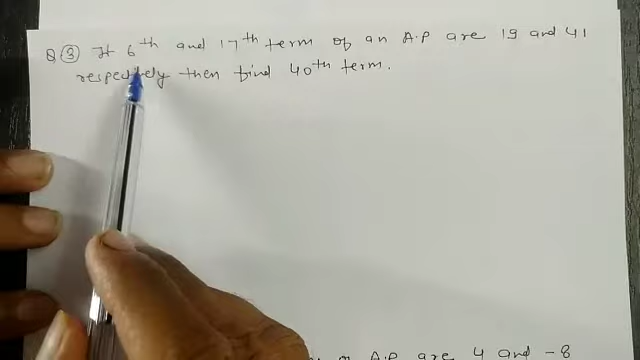 Q ③ If 6th and 17th term of an A.P are 19 and 41
respectively then find 40th term.
A.P are 4 and -8